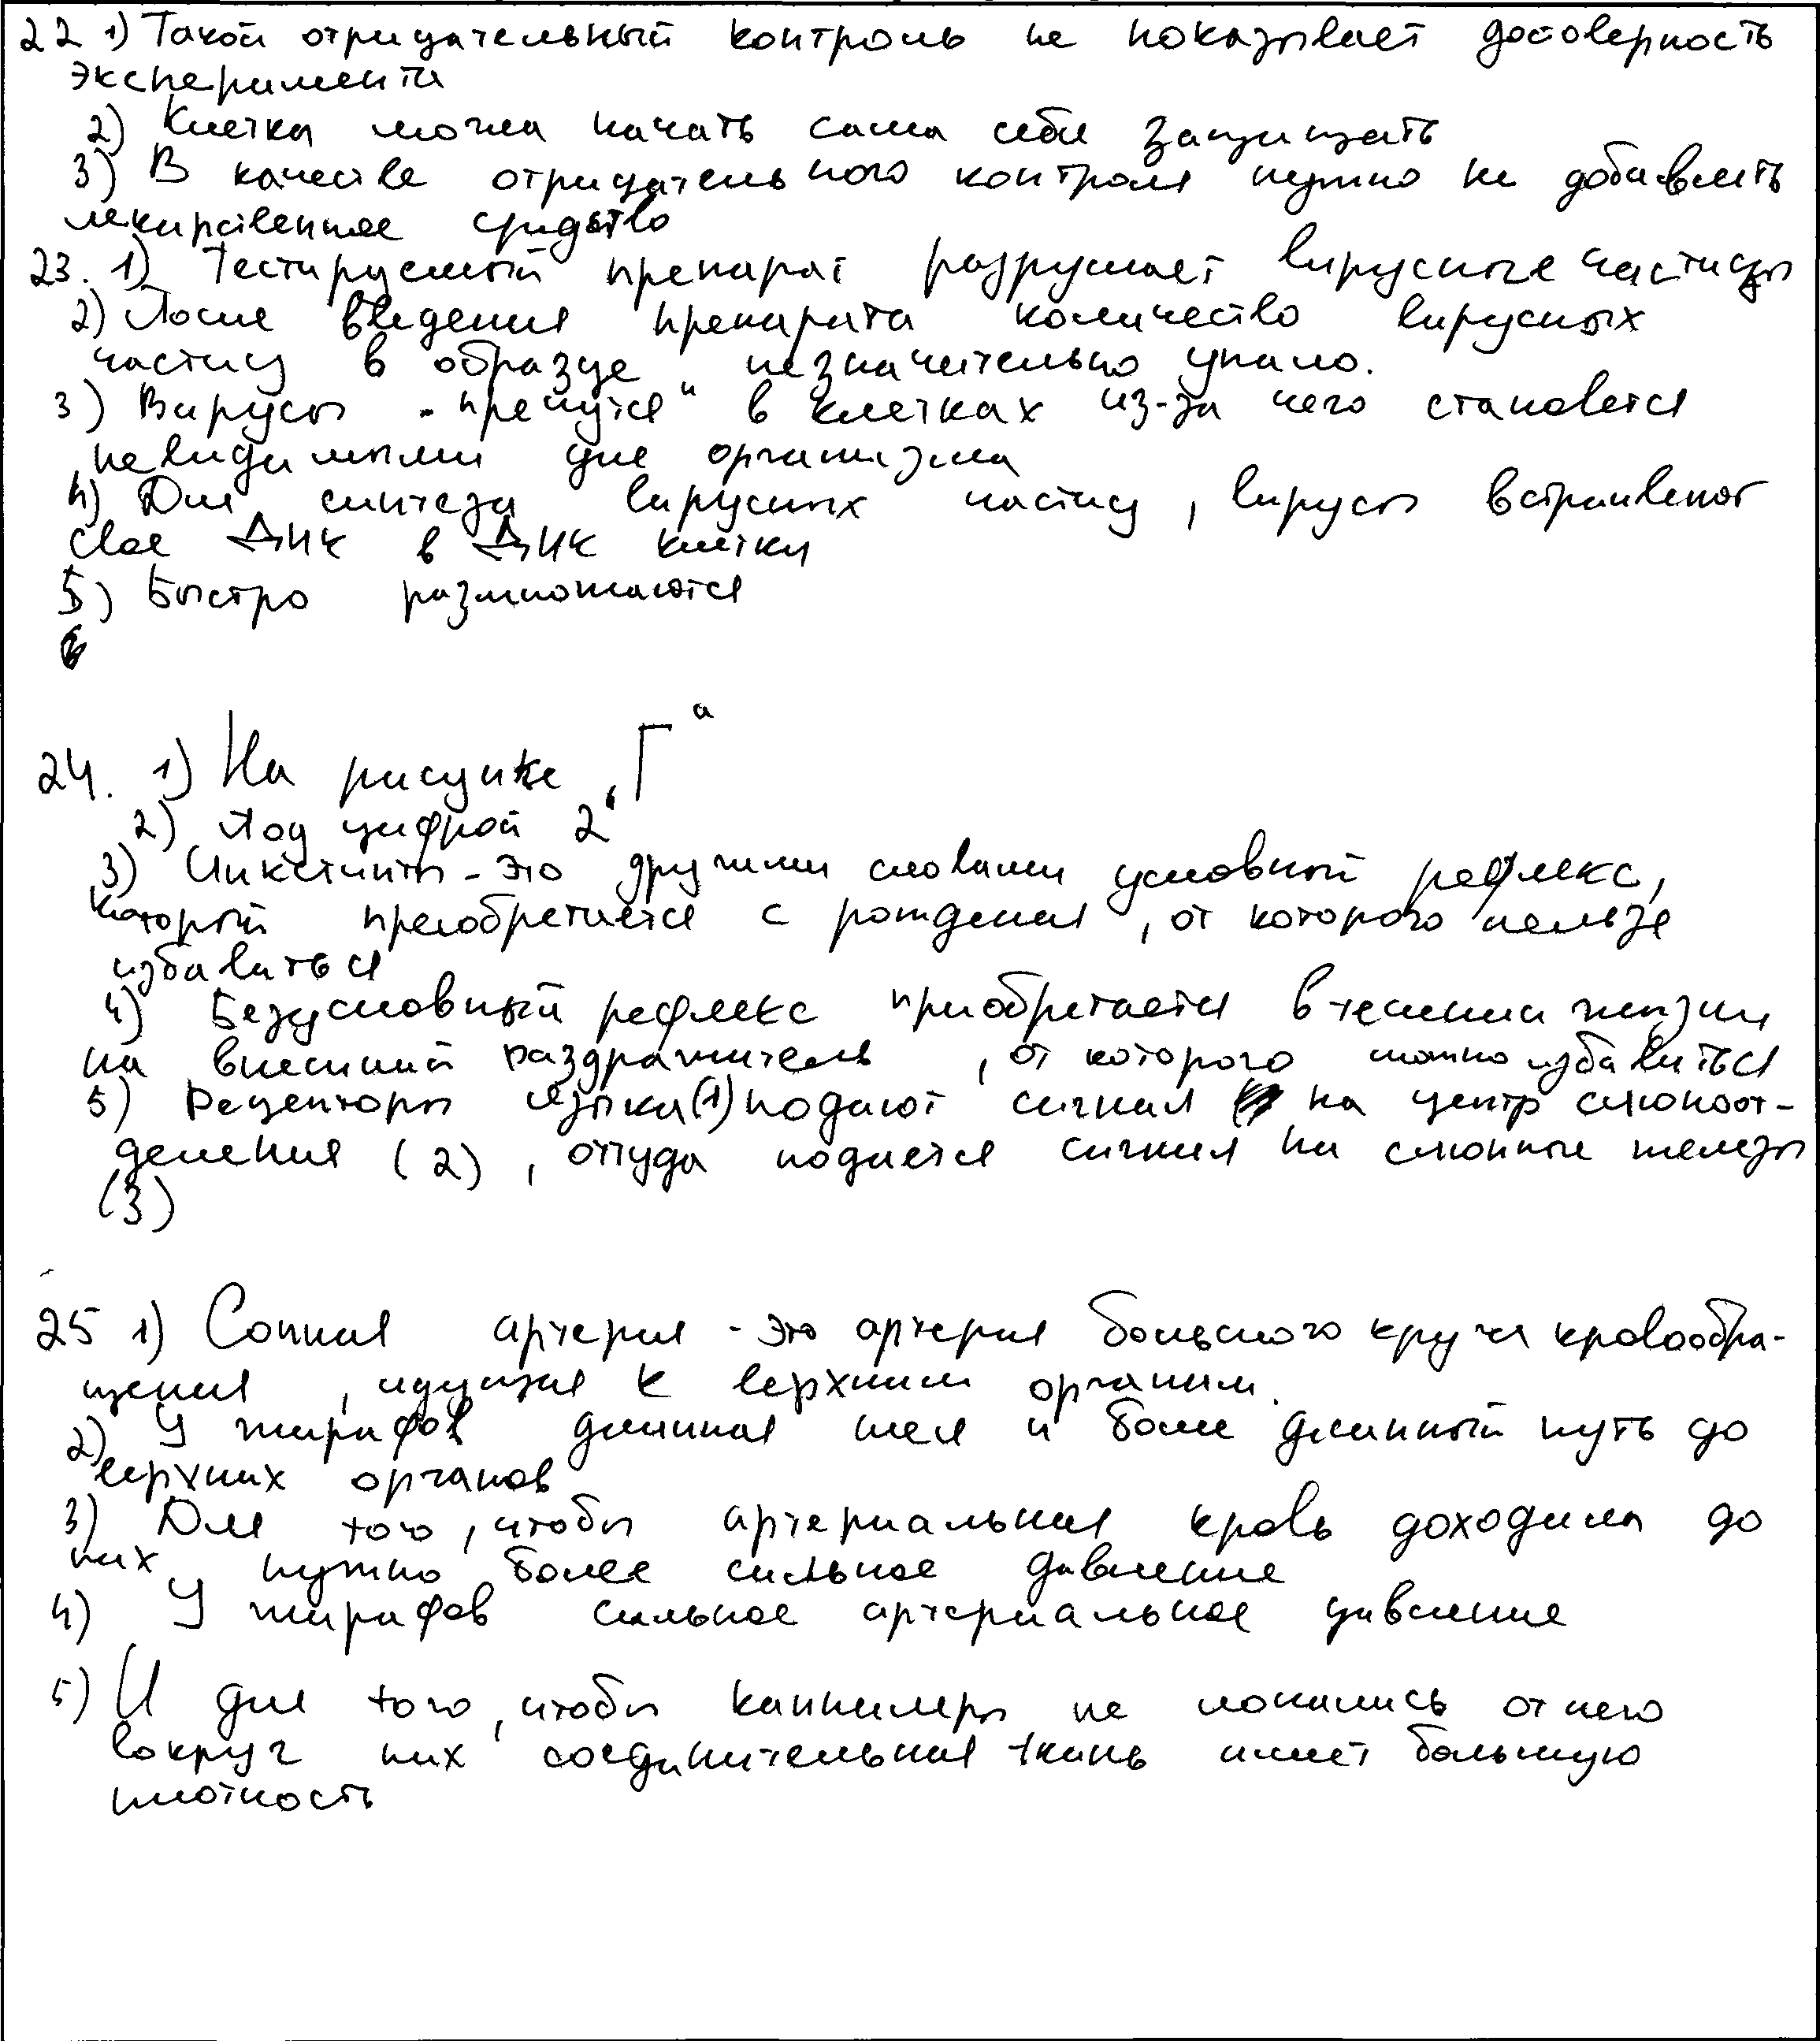 22 1) Такой отрицательный контроль не показывает достоверность
эксперимента
2) Клетка могла начать сама себя защищать
3) В качестве отрицательного контроля нужно не добавлять
лекарственное средство
23. 1) Тестируемый препарат разрушает вирусные частицы
2) После введения препарата количество вирусных
частиц в образце незначительно упало.
3) Вирусы „прячутся" в клетках из-за чего становятся
невидимыми для организма
4) Для синтеза вирусных частиц, вирусы встраивают
свое ДНК в ДНК клетки
5) Быстро размножаются
24. 1) На рисунке „Г"
2) Под цифрой 2
3) Инкстинты - это другими словами условный рефлекс,
который преобретается с рождения, от которого нельзя
избавиться
4) Безусловный рефлекс приобретается в течении жизни
на внешний раздражитель, от которого можно избавиться
5) Рецепторы языка(1) подают сигнал на центр слюноот-
деления (2), оттуда подается сигнал на слюнные железы
(3)
25 1) Сонная артерия - это артерия большого круга кровообра-
щения, идущая к верхним органам.
2) У жирафов длинная шея и более длинный путь до
верхних органов
3) Для того, чтобы артериальная кровь доходила до
них нужно более сильное давление
4) У жирафов сильное артериальное давление
5) И для того, чтобы капилляры не лопались от него
вокруг них соединительная ткань имеет большую
плотность